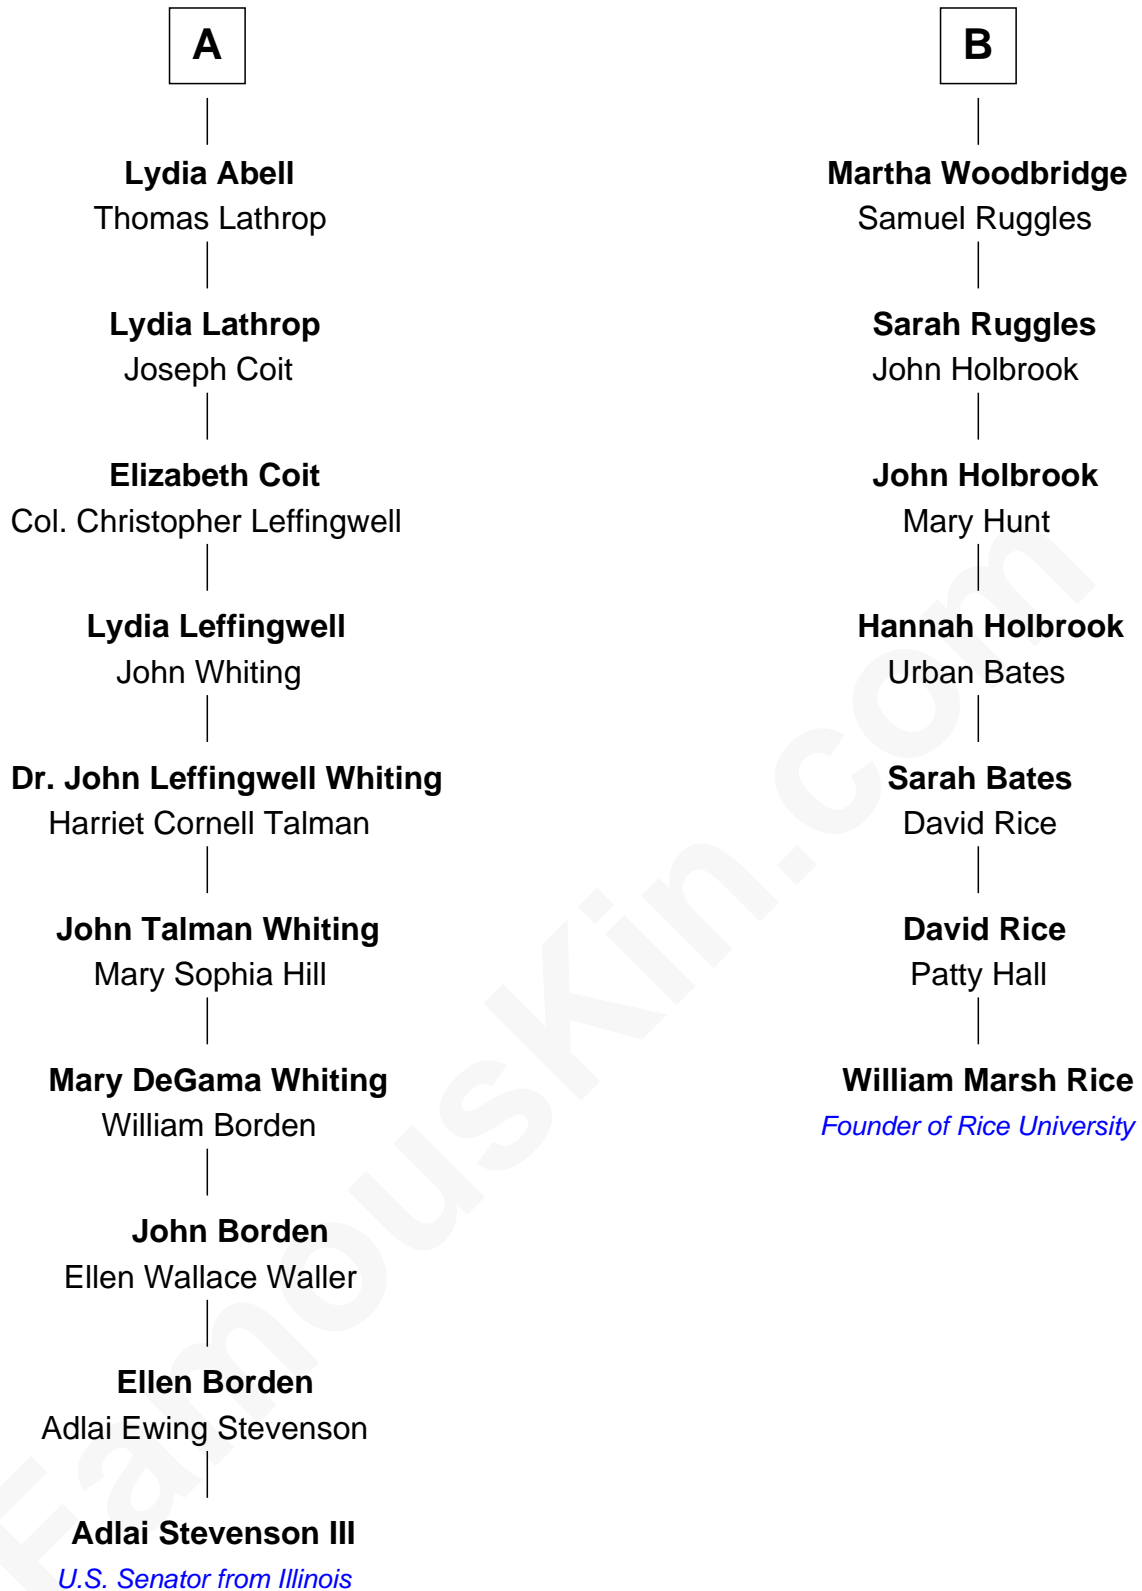 A
Lydia Abell
Thomas Lathrop
Lydia Lathrop
Joseph Coit
Elizabeth Coit
Col. Christopher Leffingwell
Lydia Leffingwell
John Whiting
Dr. John Leffingwell Whiting
Harriet Cornell Talman
John Talman Whiting
Mary Sophia Hill
Mary DeGama Whiting
William Borden
John Borden
Ellen Wallace Waller
Ellen Borden
Adlai Ewing Stevenson
Adlai Stevenson III
U.S. Senator from Illinois
B
Martha Woodbridge
Samuel Ruggles
Sarah Ruggles
John Holbrook
John Holbrook
Mary Hunt
Hannah Holbrook
Urban Bates
Sarah Bates
David Rice
David Rice
Patty Hall
William Marsh Rice
Founder of Rice University
FamousKin.com